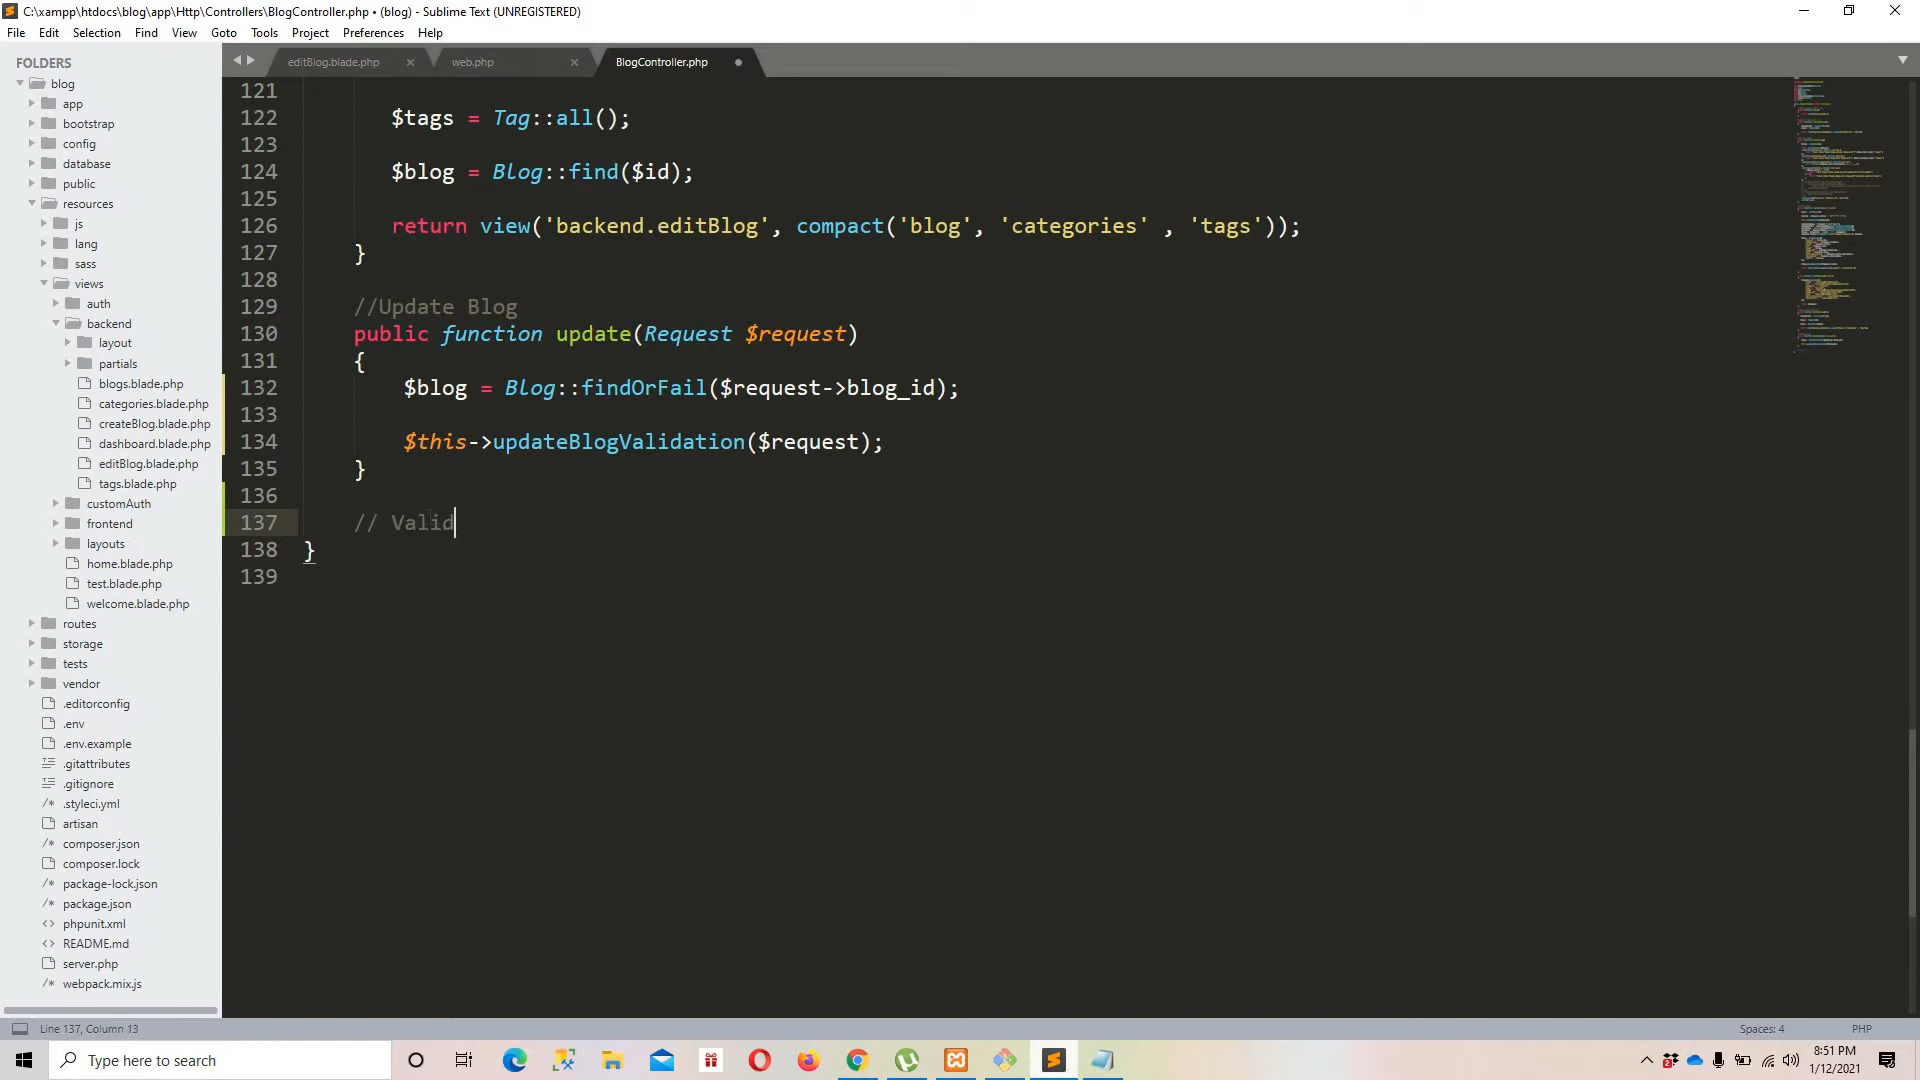 C:\xampp\htdocs\blog\app\Http\Controllers\BlogController.php • (blog) - Sublime Text (UNREGISTERED)
File Edit Selection Find View Goto Tools Project Preferences Help
FOLDERS
blog
app
bootstrap
config
database
public
resources
js
lang
sass
views
auth
backend
layout
partials
blogs.blade.php
categories.blade.php
createBlog.blade.php
dashboard.blade.php
editBlog.blade.php
tags.blade.php
customAuth
frontend
layouts
home.blade.php
test.blade.php
welcome.blade.php
routes
storage
tests
vendor
.editorconfig
.env
.env.example
.gitattributes
.gitignore
.styleci.yml
artisan
composer.json
composer.lock
package-lock.json
package.json
phpunit.xml
README.md
server.php
webpack.mix.js
editBlog.blade.php web.php BlogController.php
121
122 $tags = Tag::all();
123
124 $blog = Blog::find($id);
125
126 return view('backend.editBlog', compact('blog', 'categories' , 'tags'));
127 }
128
129 //Update Blog
130 public function update(Request $request)
131 {
132 $blog = Blog::findOrFail($request->blog_id);
133
134 $this->updateBlogValidation($request);
135 }
136
137 // Valid
138 }
139
Line 137, Column 13 Spaces: 4 PHP
Type here to search
8:51 PM
1/12/2021